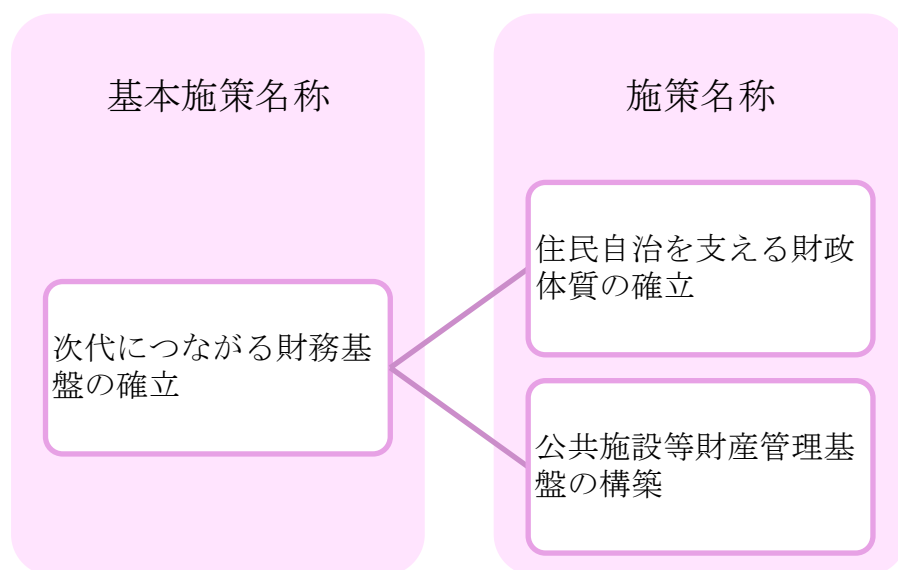 基本施策名称
施策名称
次代につながる財務基
盤の確立
住民自治を支える財政
体質の確立
公共施設等財産管理基
盤の構築